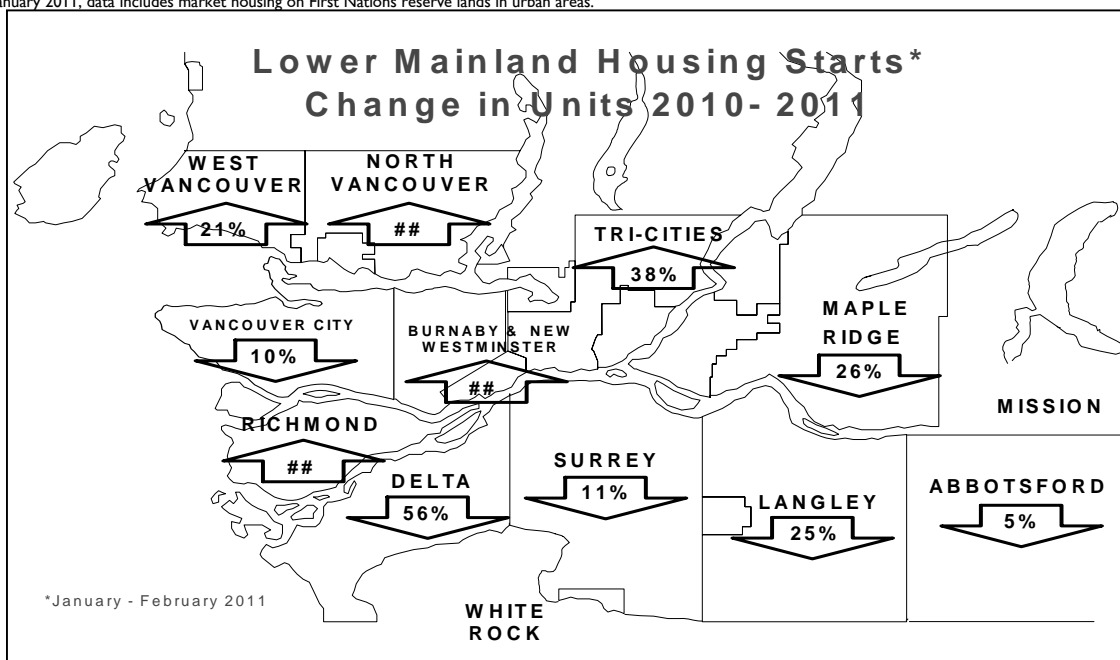 anuary 2011, data includes market housing on First Nations reserve lands in urban areas.
Lower Mainland Housing Starts*
Change in Units 2010- 2011
WEST
VANCOUVER
21%
NORTH
VANCOUVER
##
TRI-CITIES
38%
VANCOUVER CITY
10%
BURNABY & NEW
WESTMINSTER
##
MAPLE
RIDGE
26%
MISSION
RICHMOND
##
DELTA
56%
SURREY
11%
LANGLEY
25%
ABBOTSFORD
5%
*January - February 2011
WHITE
ROCK